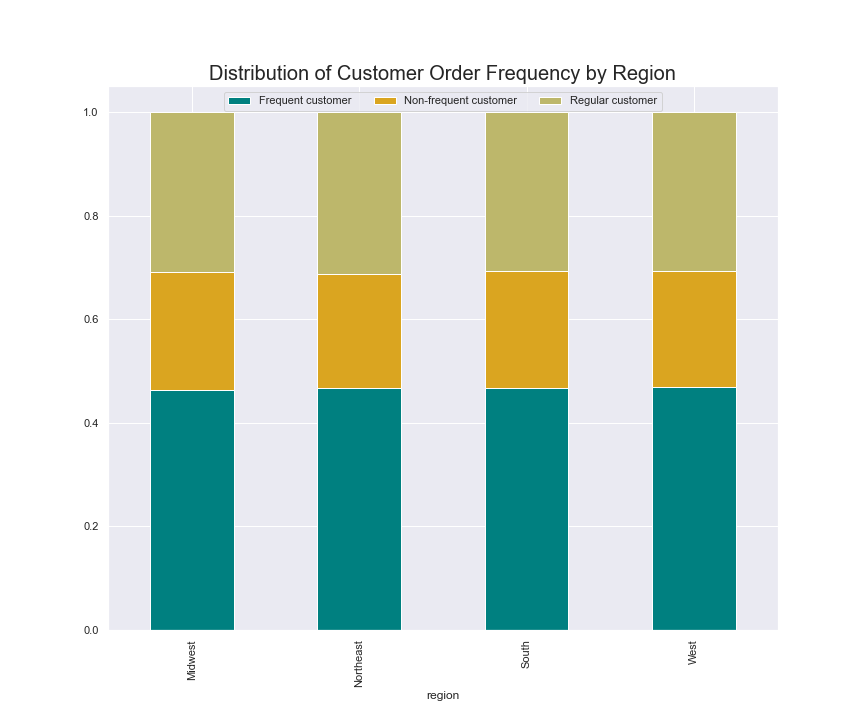 Distribution of Customer Order Frequency by Region
Frequent customer Non-frequent customer Regular customer
1.0
0.8
0.6
0.4
0.2
0.0
Midwest Northeast South West
region